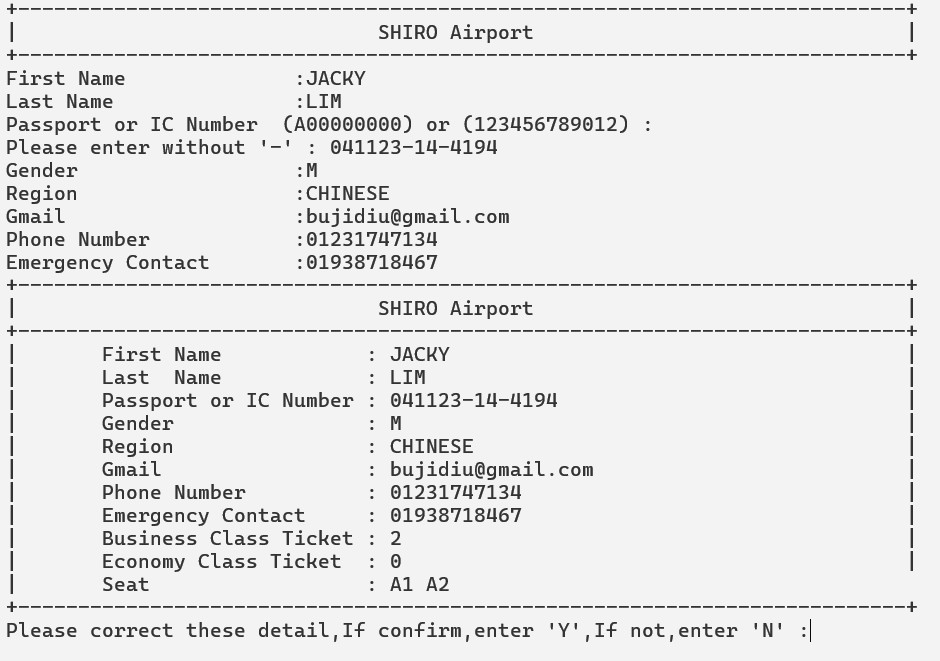 +--------------------------------------------------------------------------+
|                              SHIRO Airport                               |
+--------------------------------------------------------------------------+
First Name              :JACKY
Last Name               :LIM
Passport or IC Number  (A00000000) or (123456789012) :
Please enter without '-' : 041123-14-4194
Gender                  :M
Region                  :CHINESE
Gmail                   :bujidiu@gmail.com
Phone Number            :01231747134
Emergency Contact       :01938718467
+--------------------------------------------------------------------------+
|                              SHIRO Airport                               |
+--------------------------------------------------------------------------+
|       First Name            : JACKY                                      |
|       Last  Name            : LIM                                        |
|       Passport or IC Number : 041123-14-4194                             |
|       Gender                : M                                          |
|       Region                : CHINESE                                    |
|       Gmail                 : bujidiu@gmail.com                          |
|       Phone Number          : 01231747134                                |
|       Emergency Contact     : 01938718467                                |
|       Business Class Ticket : 2                                          |
|       Economy Class Ticket  : 0                                          |
|       Seat                  : A1 A2
+--------------------------------------------------------------------------+
Please correct these detail,If confirm,enter 'Y',If not,enter 'N' :